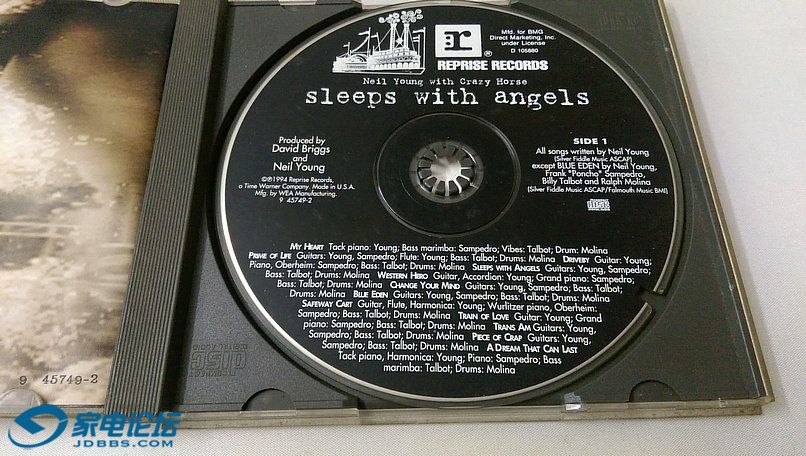 Mfd. for BMG
Direct Marketing, Inc.
under License
D 105860
r
®
REPRISE RECORDS
Neil Young with Crazy Horse
sleeps with angels
Produced by
David Briggs
and
Neil Young
©℗1994 Reprise Records,
a Time Warner Company. Made in U.S.A.
Mfg. by WEA Manufacturing.
9 45749-2
SIDE 1
All songs written by Neil Young
(Silver Fiddle Music ASCAP)
except BLUE EDEN by Neil Young,
Frank "Poncho" Sampedro,
Billy Talbot and Ralph Molina
(Silver Fiddle Music ASCAP/Falmouth Music BMI)
MY HEART Tack piano: Young; Bass marimba: Sampedro; Vibes: Talbot; Drum: Molina
PRIME OF LIFE Guitars: Young, Sampedro; Flute: Young; Bass: Talbot; Drums: Molina DRIVEBY Guitar: Young;
Piano, Oberheim: Sampedro; Bass: Talbot; Drums: Molina SLEEPS WITH ANGELS Guitars: Young, Sampedro;
Bass: Talbot; Drums: Molina WESTERN HERO Guitar, Accordion: Young; Grand piano: Sampedro;
Bass: Talbot; Drums: Molina CHANGE YOUR MIND Guitars: Young, Sampedro; Bass: Talbot;
Drums: Molina BLUE EDEN Guitars: Young, Sampedro; Bass: Talbot; Drums: Molina
SAFEWAY CART Guitar, Flute, Harmonica: Young; Wurlitzer piano, Oberheim:
Sampedro; Bass: Talbot; Drums: Molina TRAIN OF LOVE Guitar: Young; Grand
piano: Sampedro; Bass: Talbot; Drums: Molina TRANS AM Guitars: Young,
Sampedro; Bass: Talbot; Drums: Molina PIECE OF CRAP Guitars: Young,
Sampedro; Bass: Talbot; Drums: Molina A DREAM THAT CAN LAST
Tack piano, Harmonica: Young; Piano: Sampedro; Bass
marimba: Talbot; Drums: Molina
9 45749-2
家电论坛
JDBBS.COM